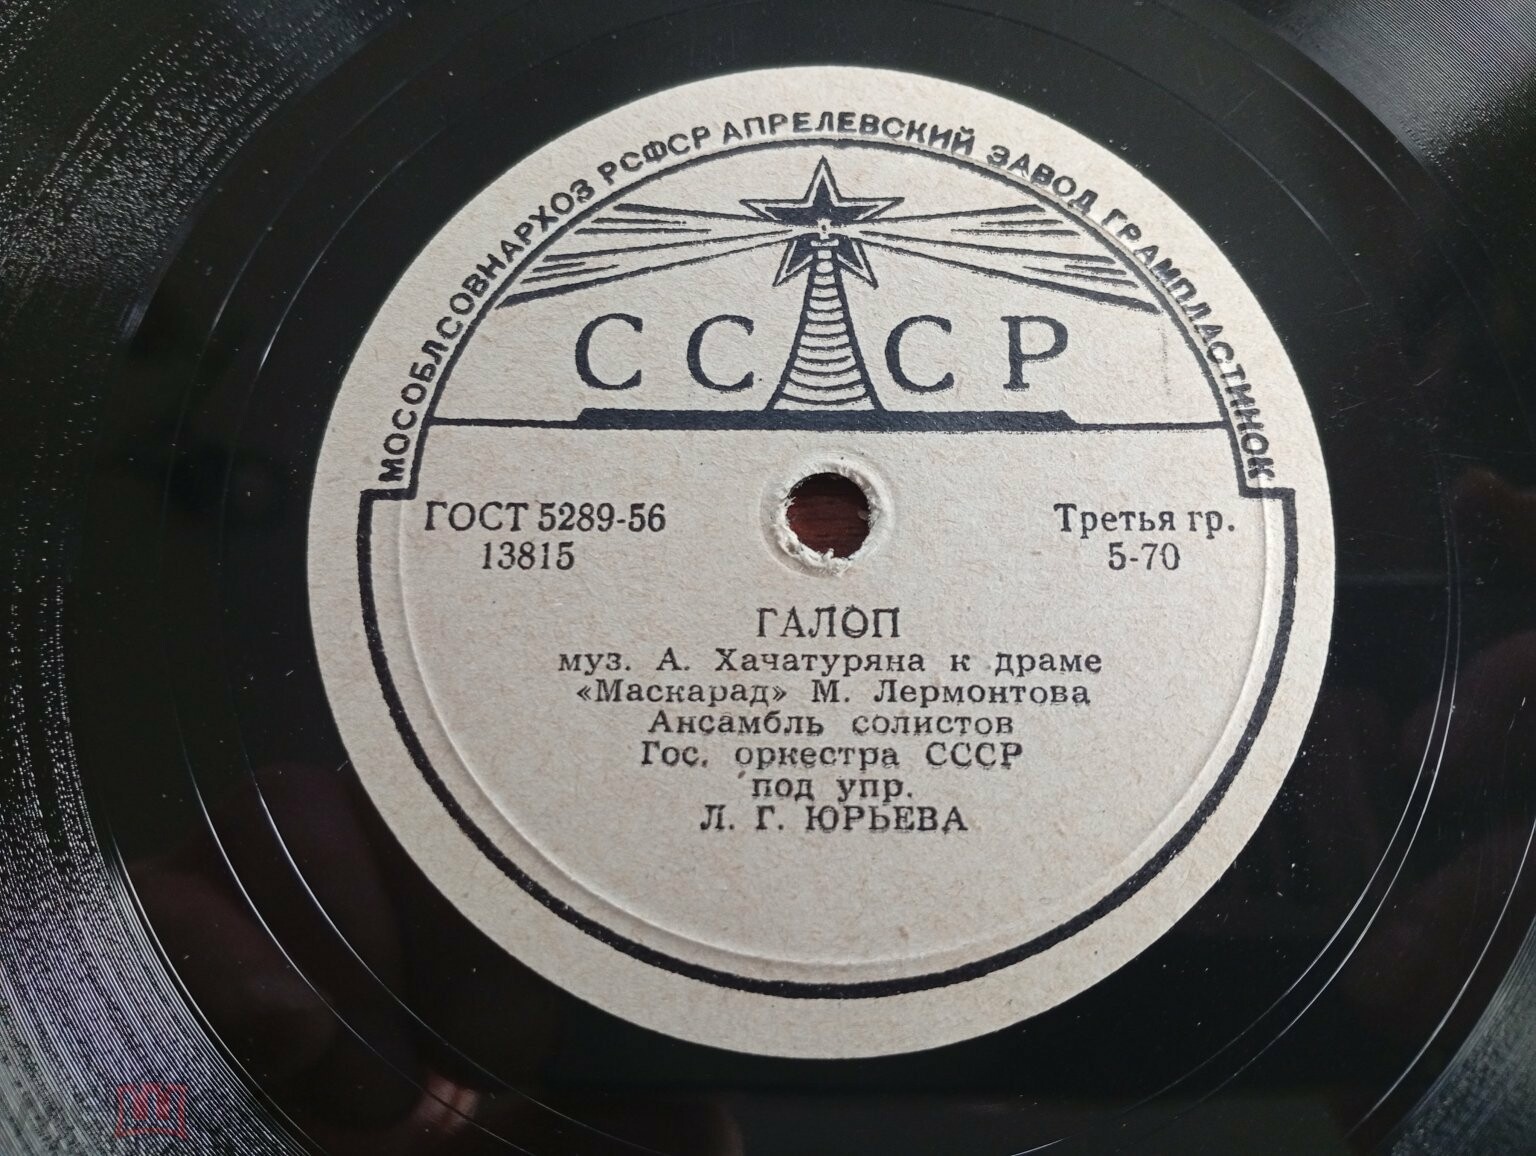 МОСОБЛСОВНАРХОЗ РСФСР АПРЕЛЕВСКИЙ ЗАВОД ГРАМПЛАСТИНОК
СССР
ГОСТ 5289-56
13815
Третья гр.
5-70
ГАЛОП
муз. А. Хачатуряна к драме
«Маскарад» М. Лермонтова
Ансамбль солистов
Гос. оркестра СССР
под упр.
Л. Г. ЮРЬЕВА